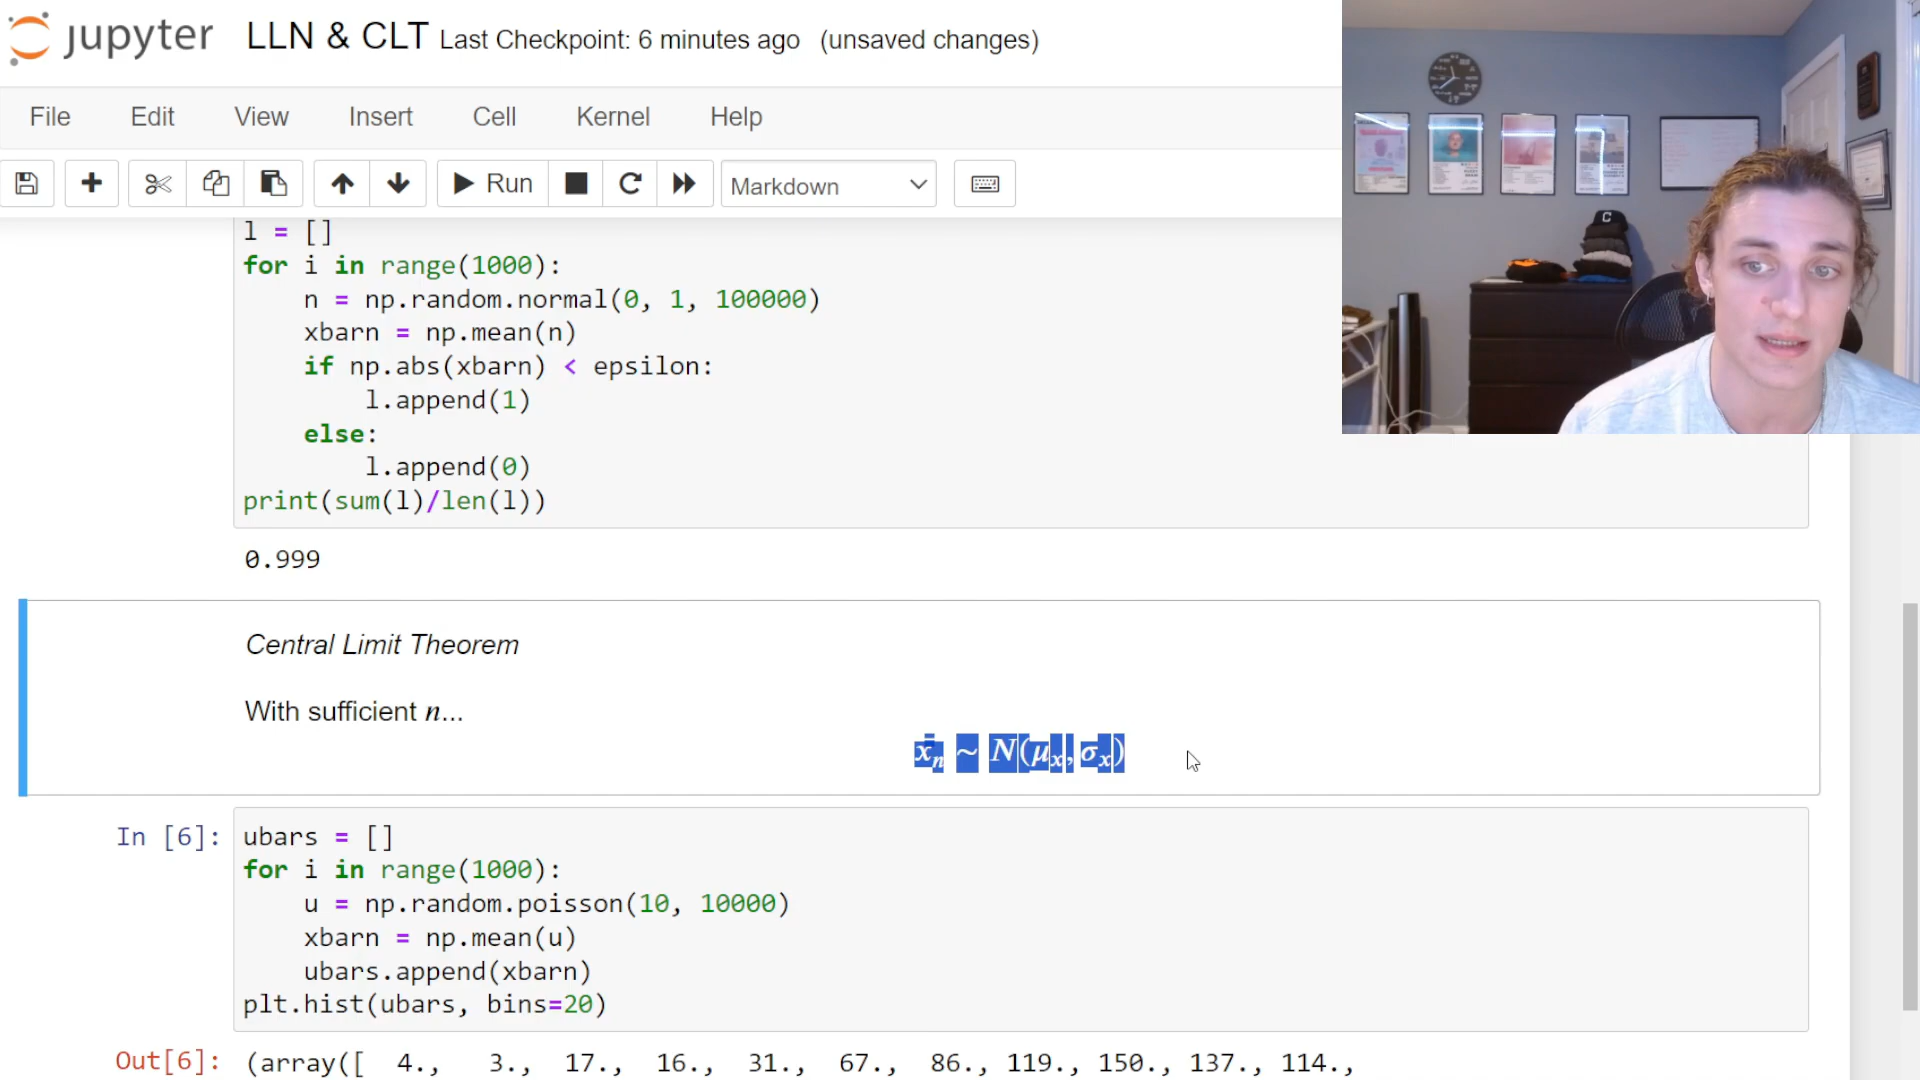 jupyter LLN & CLT Last Checkpoint: 6 minutes ago (unsaved changes)
File Edit View Insert Cell Kernel Help
Run Markdown
l = []
for i in range(1000):
n = np.random.normal(0, 1, 100000)
xbarn = np.mean(n)
if np.abs(xbarn) < epsilon:
l.append(1)
else:
l.append(0)
print(sum(l)/len(l))
0.999
Central Limit Theorem
With sufficient n...
x̄ₙ ~ N(μₓ, σₓ)
In [6]: ubars = []
for i in range(1000):
u = np.random.poisson(10, 10000)
xbarn = np.mean(u)
ubars.append(xbarn)
plt.hist(ubars, bins=20)
Out[6]: (array([ 4., 3., 17., 16., 31., 67., 86., 119., 150., 137., 114.,
C